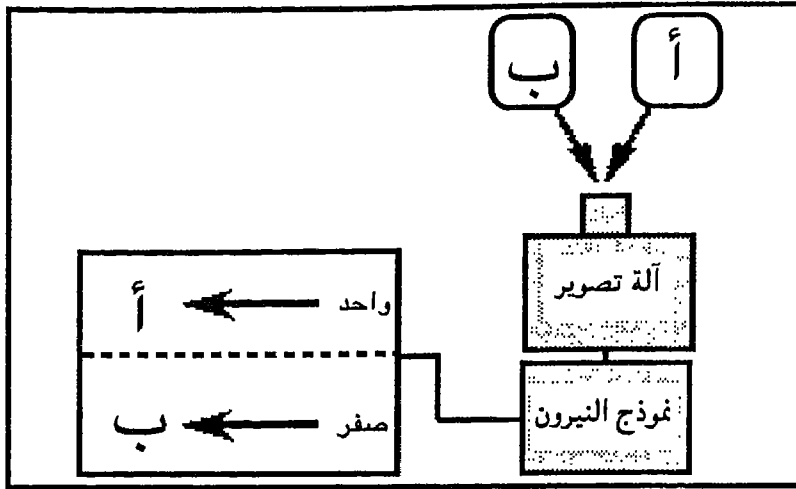 أ
ب
آلة تصوير
نموذج النيرون
واحد
أ
صفر
ب